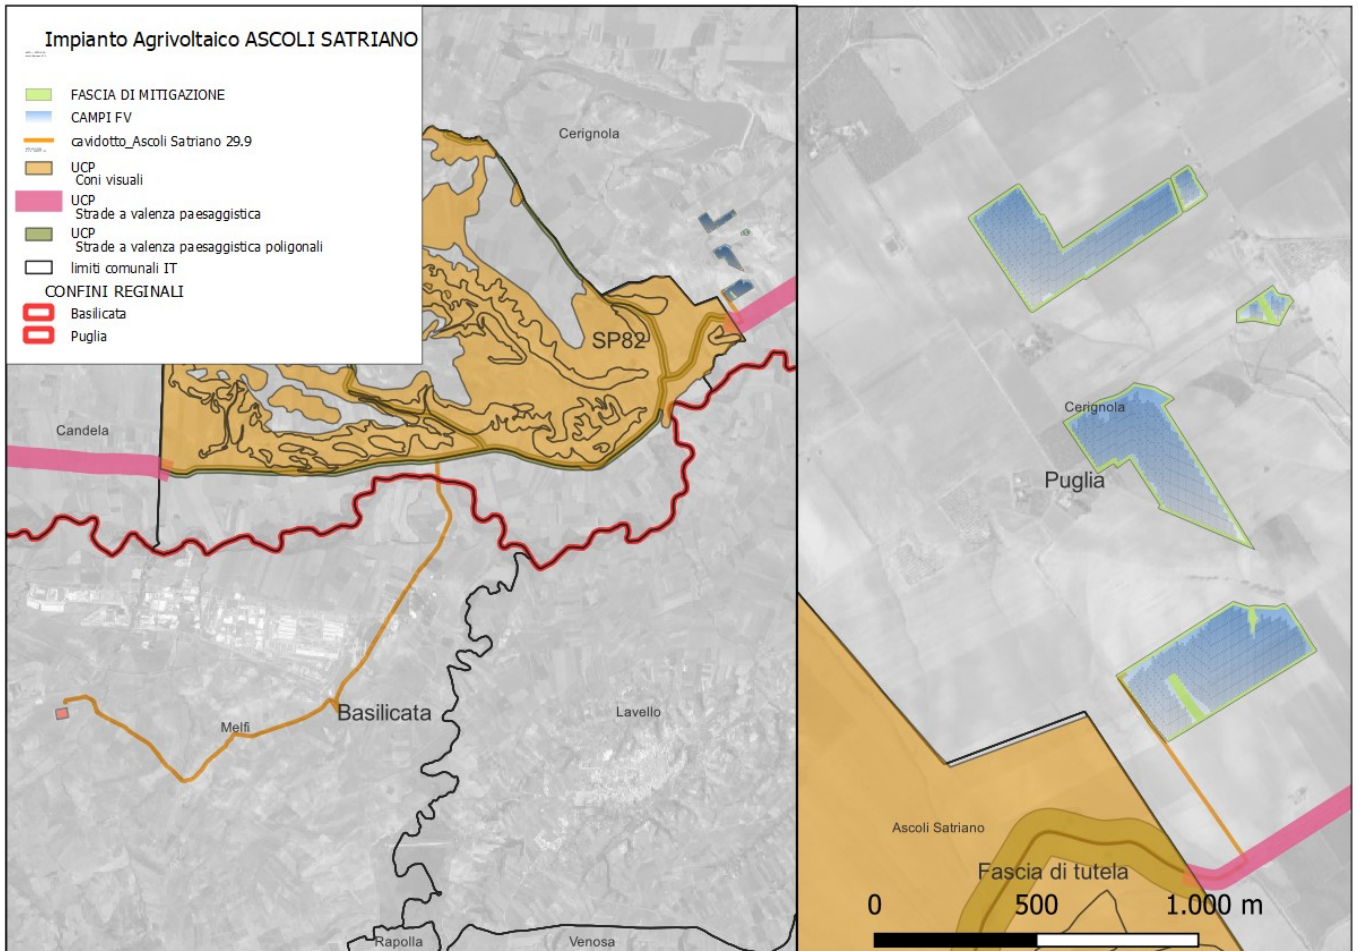 Impianto Agrivoltaico ASCOLI SATRIANO
FASCIA DI MITIGAZIONE
CAMPI FV
cavidotto_Ascoli Satriano 29.9
UCP
Coni visuali
UCP
Strade a valenza paesaggistica
UCP
Strade a valenza paesaggistica poligonali
limiti comunali IT
CONFINI REGINALI
Basilicata
Puglia
Cerignola
SP82
Candela
Melfi
Basilicata
Lavello
Rapolla
Venosa
Cerignola
Puglia
Ascoli Satriano
Fascia di tutela
0 500 1.000 m